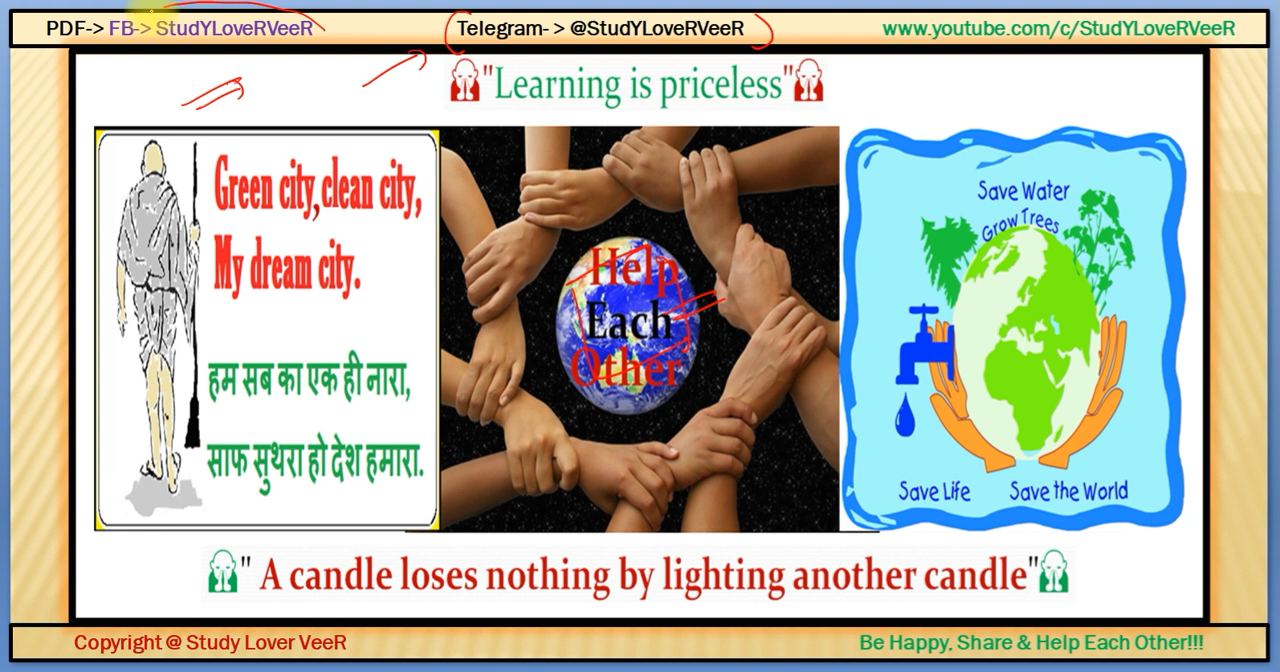 PDF-> FB-> StudYLoveRVeeR
Telegram- > @StudYLoveRVeeR
www.youtube.com/c/StudYLoveRVeeR
"Learning is priceless"
Green city, clean city,
My dream city.
हम सब का एक ही नारा,
साफ सुथरा हो देश हमारा.
Help
Each
Other
Save Water
Grow Trees
Save Life
Save the World
" A candle loses nothing by lighting another candle"
Copyright @ Study Lover VeeR
Be Happy, Share & Help Each Other!!!